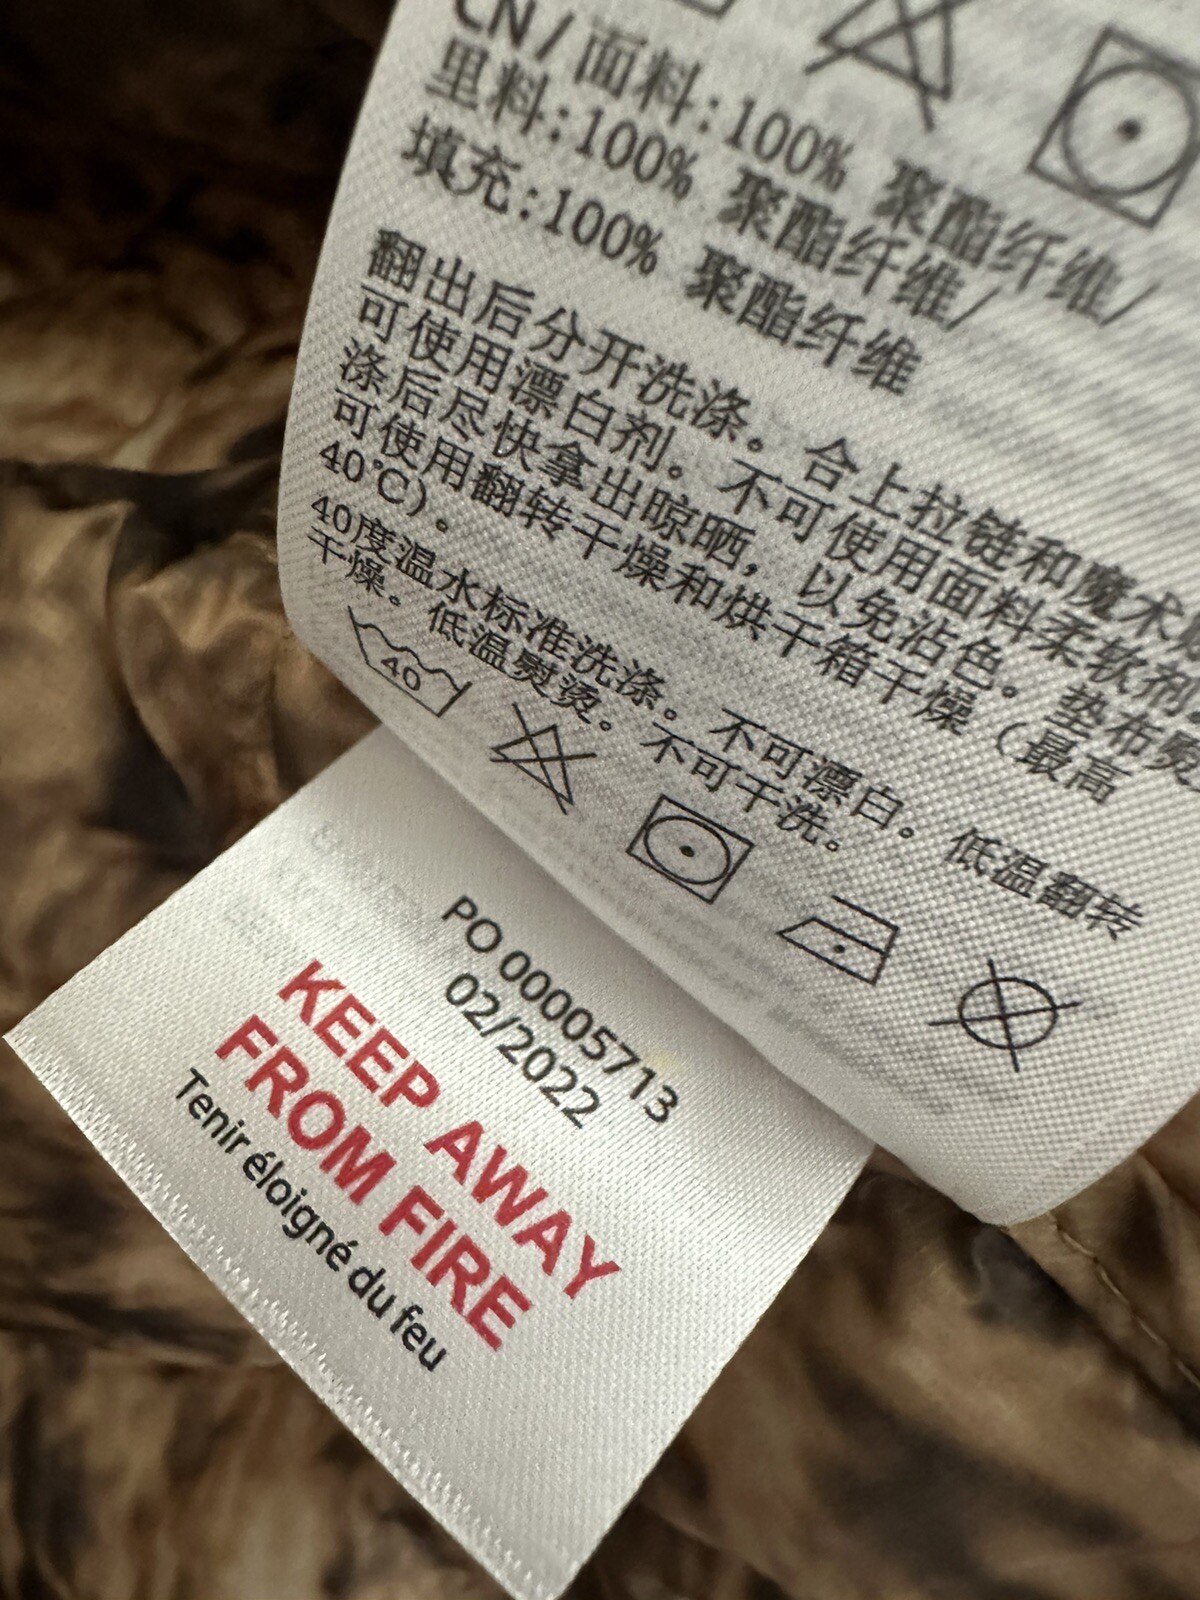 CN/面料:100% 聚酯纤维/
里料:100% 聚酯纤维/
填充:100% 聚酯纤维
翻出后分开洗涤。合上拉链和魔术
可使用漂白剂。不可使用面料柔软剂
涤后尽快拿出晾晒，以免沾色。垫布熨
可使用翻转干燥和烘干箱干燥（最高
40℃）。
40度温水标准洗涤。不可漂白。低温翻转
干燥。低温熨烫。不可干洗。
40
PO 00005713
02/2022
KEEP AWAY
FROM FIRE
Tenir éloigné du feu